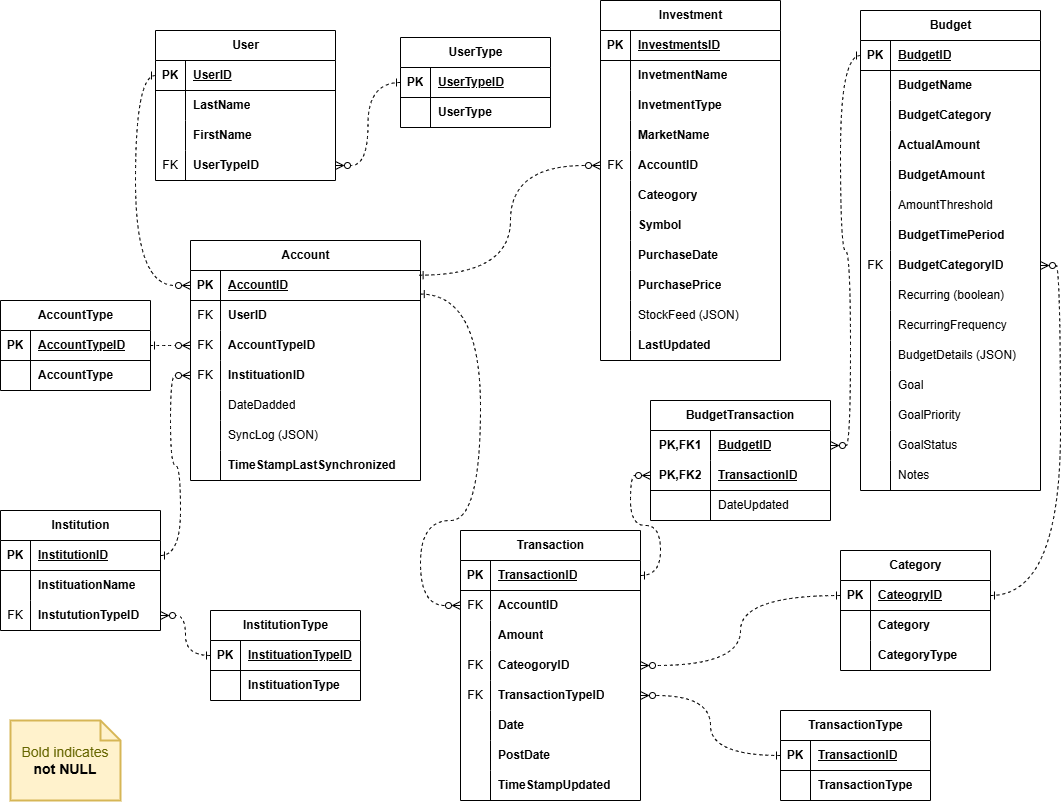 User
PK UserID
LastName
FirstName
FK UserTypeID
UserType
PK UserTypeID
UserType
Investment
PK InvestmentsID
InvetmentName
InvetmentType
MarketName
FK AccountID
Cateogory
Symbol
PurchaseDate
PurchasePrice
StockFeed (JSON)
LastUpdated
Budget
PK BudgetID
BudgetName
BudgetCategory
ActualAmount
BudgetAmount
AmountThreshold
BudgetTimePeriod
FK BudgetCategoryID
Recurring (boolean)
RecurringFrequency
BudgetDetails (JSON)
Goal
GoalPriority
GoalStatus
Notes
Account
PK AccountID
FK UserID
FK AccountTypeID
FK InstituationID
DateDadded
SyncLog (JSON)
TimeStampLastSynchronized
AccountType
PK AccountTypeID
AccountType
BudgetTransaction
PK,FK1 BudgetID
PK,FK2 TransactionID
DateUpdated
Institution
PK InstitutionID
InstituationName
FK InstutionTypeID
InstitutionType
PK InstituationTypeID
InstituationType
Transaction
PK TransactionID
FK AccountID
Amount
FK CateogoryID
FK TransactionTypeID
Date
PostDate
TimeStampUpdated
Category
PK CateogryID
Category
CategoryType
TransactionType
PK TransactionID
TransactionType
Bold indicates
not NULL